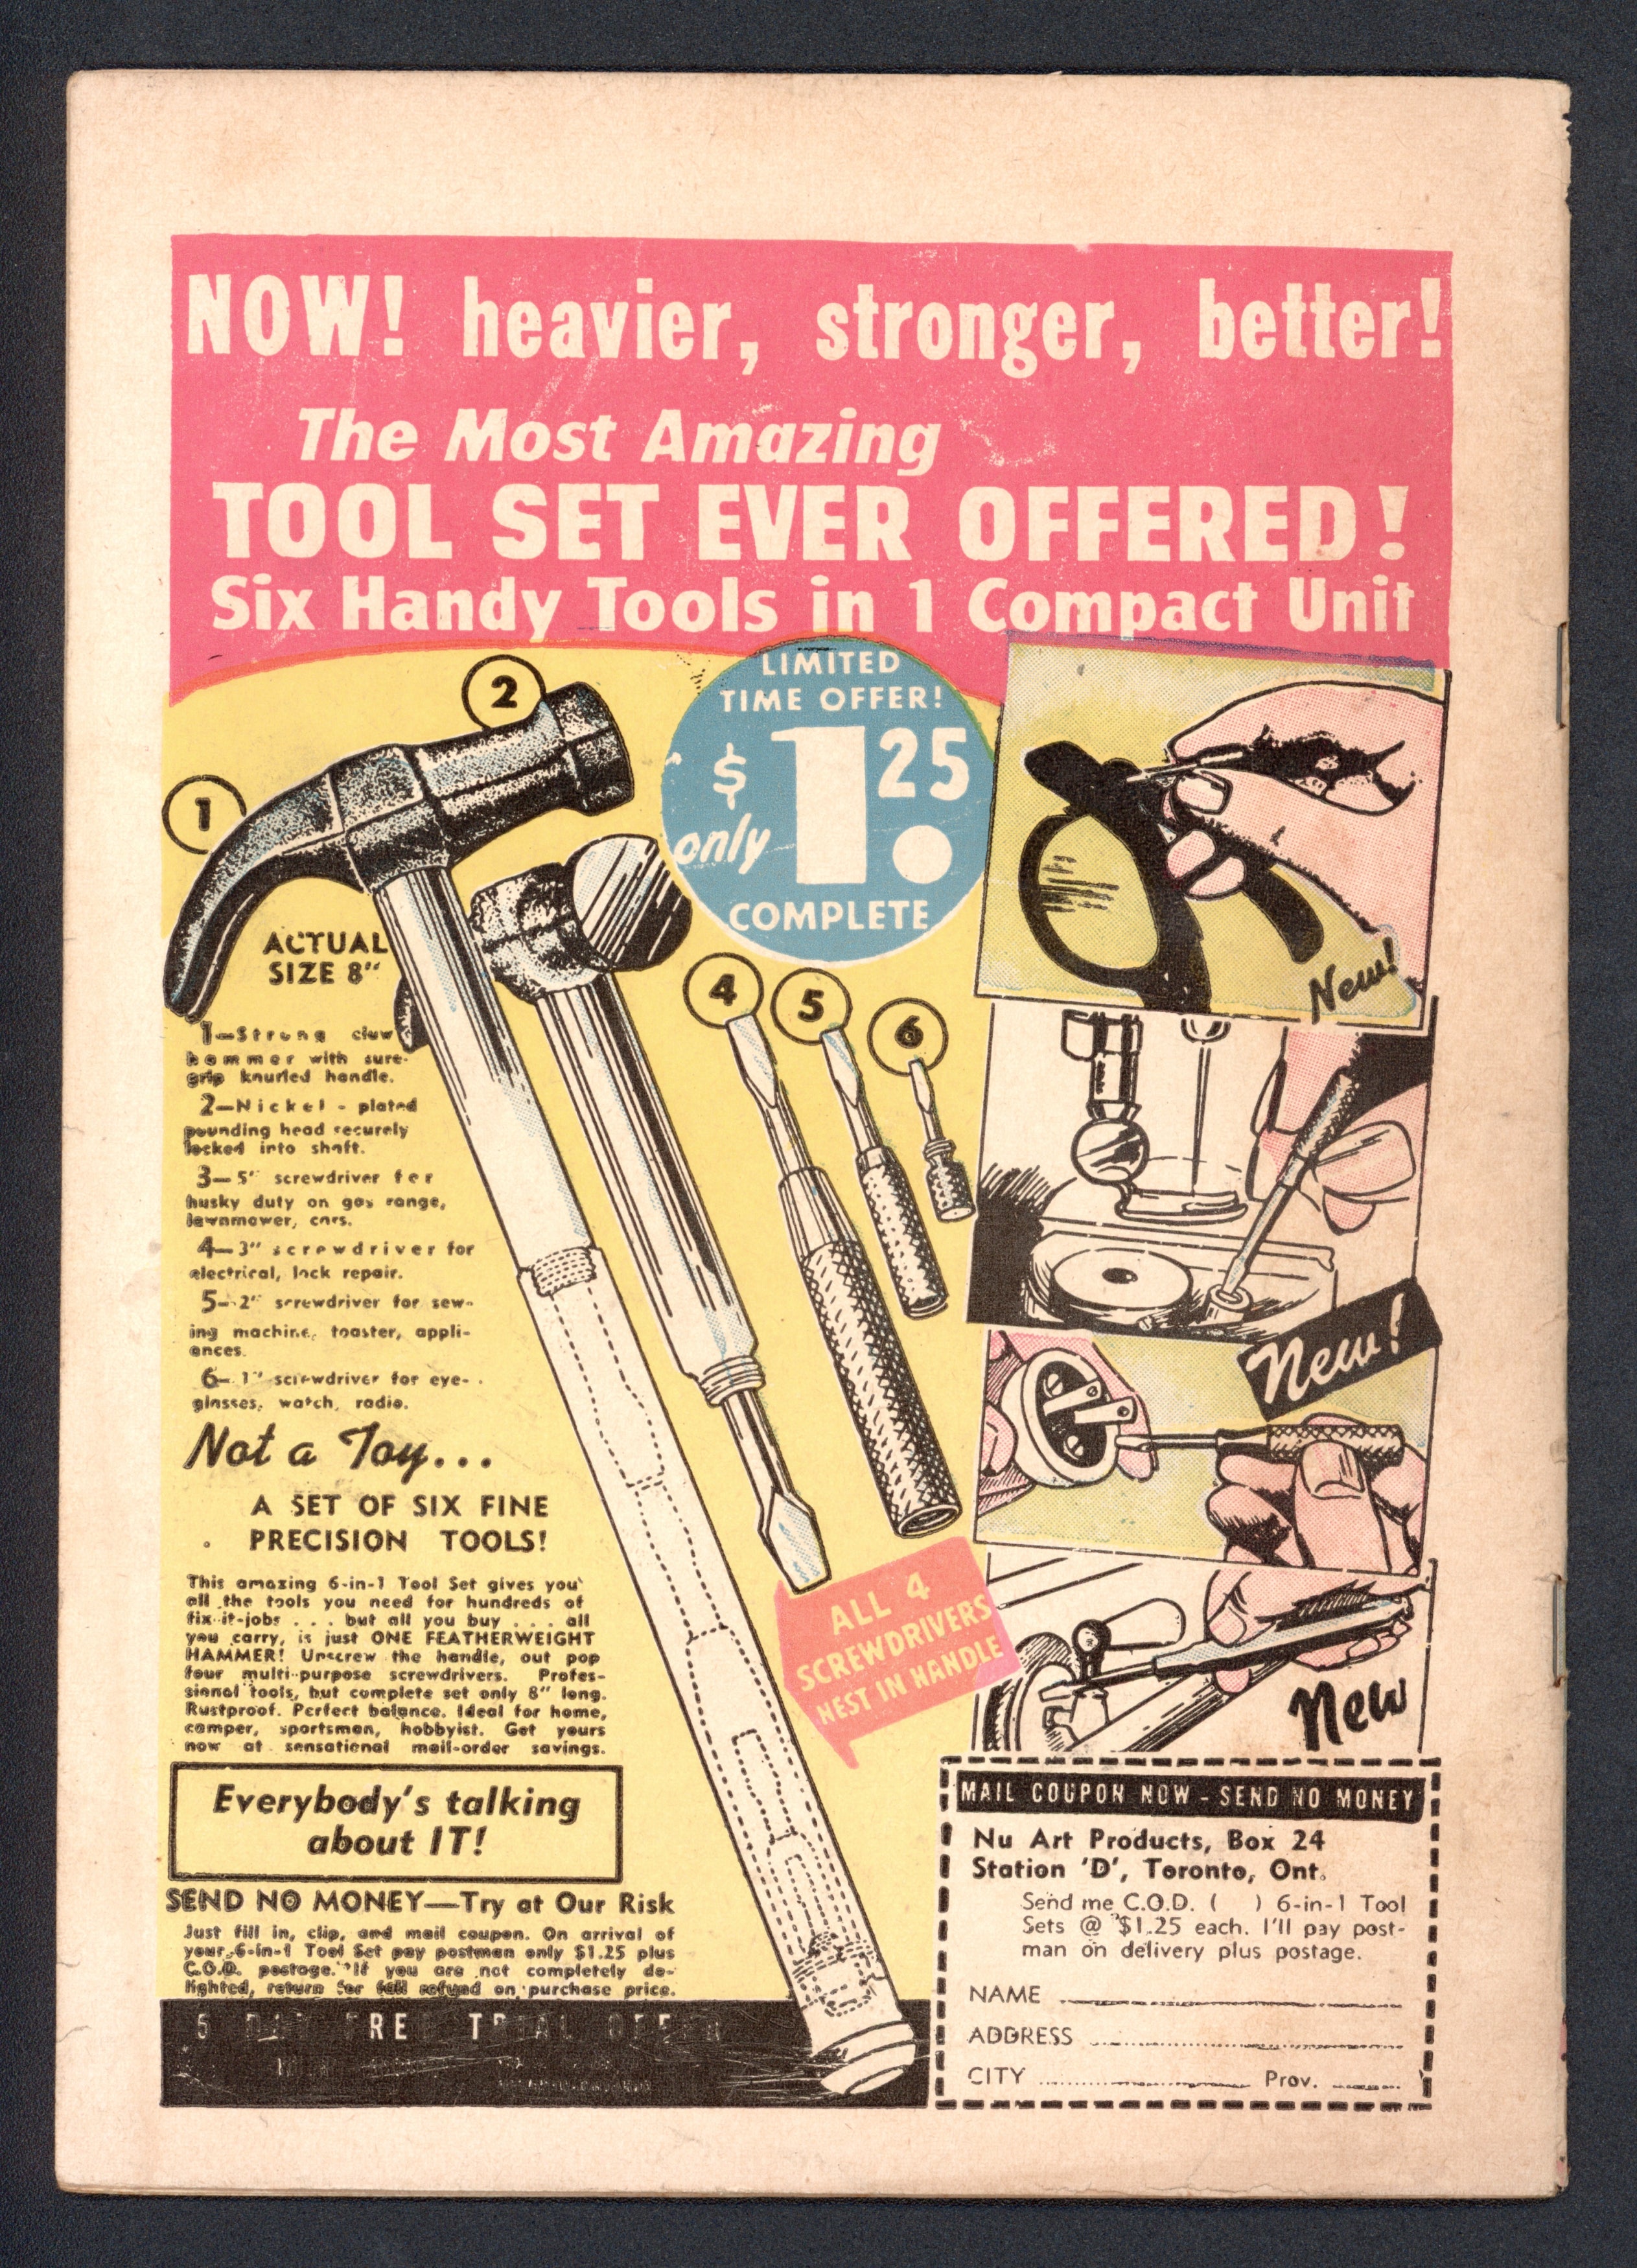 NOW! heavier, stronger, better!
The Most Amazing
TOOL SET EVER OFFERED!
Six Handy Tools in 1 Compact Unit
LIMITED
TIME OFFER!
$1.25
only
COMPLETE
2
1
ACTUAL
SIZE 8"
4
5
6
1—Strong claw
hammer with sure-
grip knurled handle.
2—Nickel - plated
pounding head securely
locked into shaft.
3—5" screwdriver for
husky duty on gas range,
lawnmower, cars.
4—3" screwdriver for
electrical, lock repair.
5—2" screwdriver for sew-
ing machine, toaster, appli-
ances.
6—1" screwdriver for eye-
glasses, watch, radio.
Not a Toy...
A SET OF SIX FINE
PRECISION TOOLS!
This amazing 6-in-1 Tool Set gives you
all the tools you need for hundreds of
fix-it-jobs . . . but all you buy . . . all
you carry, is just ONE FEATHERWEIGHT
HAMMER! Unscrew the handle, out pop
four multi-purpose screwdrivers. Profes-
sional tools, but complete set only 8" long.
Rustproof. Perfect balance. Ideal for home,
camper, sportsman, hobbyist. Get yours
now at sensational mail-order savings.
Everybody's talking
about IT!
SEND NO MONEY—Try at Our Risk
Just fill in, clip, and mail coupon. On arrival of
your 6-in-1 Tool Set pay postman only $1.25 plus
C.O.D. postage. If you are not completely de-
lighted, return for full refund on purchase price.
5 DAY FREE TRIAL OFFER
New!
New!
New
ALL 4
SCREWDRIVERS
NEST IN HANDLE
MAIL COUPON NOW - SEND NO MONEY
Nu Art Products, Box 24
Station 'D', Toronto, Ont.
Send me C.O.D. ( ) 6-in-1 Tool
Sets @ $1.25 each. I'll pay post-
man on delivery plus postage.
NAME
ADDRESS
CITY Prov.